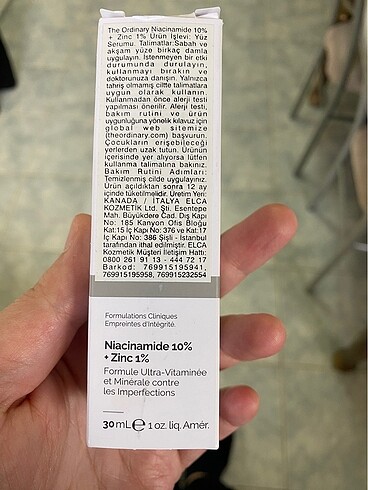 The Ordinary Niacinamide 10%
+ Zinc 1% Ürün İşlevi: Yüz
Serumu. Talimatlar:Sabah ve
akşam yüze birkaç damla
uygulayın. İstenmeyen bir etki
durumunda durulayın,
kullanmayı bırakın ve
doktorunuza danışın. Yalnızca
tahriş olmamış ciltte talimatlara
uygun olarak kullanın.
Kullanmadan önce alerji testi
yapılması önerilir. Alerji testi,
bakım rutini ve ürün
uygunluğuna yönelik kılavuz için
global web sitemize
(theordinary.com) başvurun.
Çocukların erişebileceği
yerlerden uzak tutun. Ürünün
içerisinde yer alıyorsa lütfen
kullanma talimatına bakınız.
Bakım Rutini Adımları:
Temizlenmiş cilde uygulayınız.
Ürün açıldıktan sonra 12 ay
içinde tüketilmelidir. Üretim Yeri:
KANADA / İTALYA ELCA
KOZMETİK Ltd. Şti. Esentepe
Mah. Büyükdere Cad. Dış Kapı
No: 185 Kanyon Ofis Bloğu
Kat:15 İç Kapı No: 376 ve Kat:17
İç Kapı No: 386 Şişli - İstanbul
tarafından ithal edilmiştir. ELCA
Kozmetik Müşteri İletişim Hattı:
0800 261 91 13 - 444 72 17
Barkod: 769915195941,
769915195958, 769915232554
Formulations Cliniques
Empreintes d'Intégrité.
Niacinamide 10%
+ Zinc 1%
Formule Ultra-Vitaminée
et Minérale contre
les Imperfections
30 mL e 1 oz. liq. Amér.